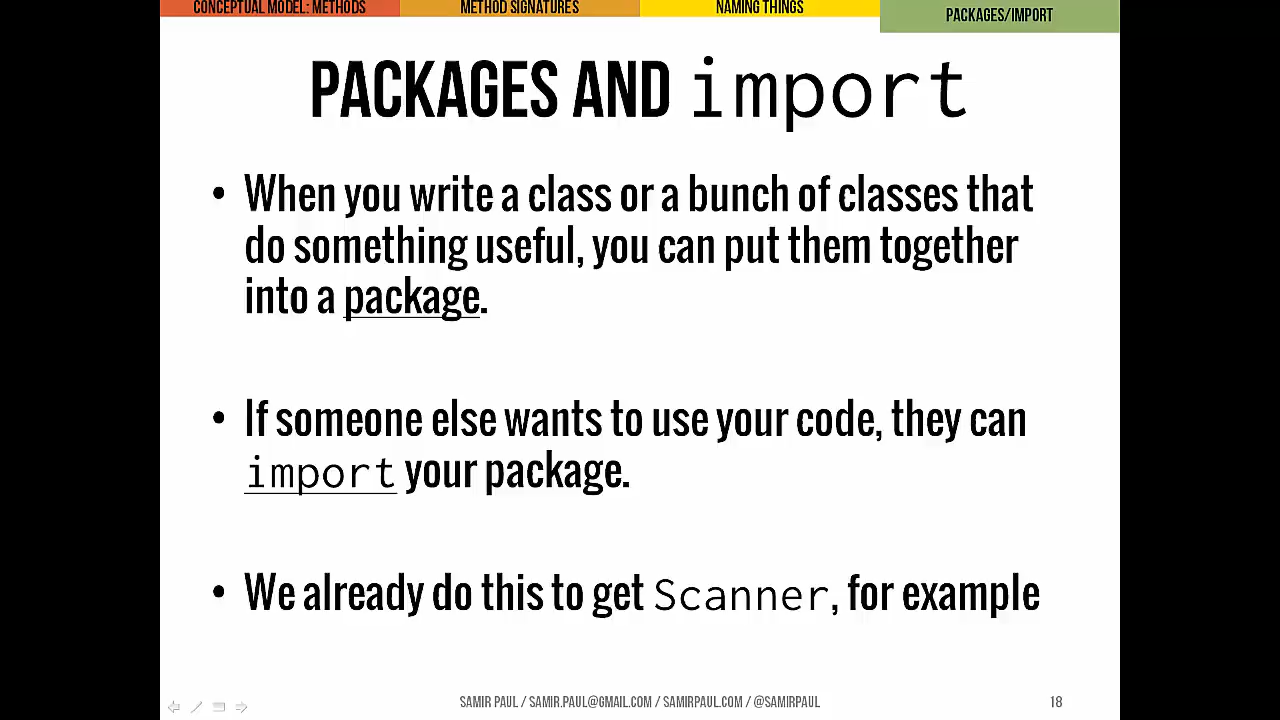 CONCEPTUAL MODEL: METHODS
METHOD SIGNATURES
NAMING THINGS
PACKAGES/IMPORT
PACKAGES AND import
• When you write a class or a bunch of classes that
do something useful, you can put them together
into a package.
• If someone else wants to use your code, they can
import your package.
• We already do this to get Scanner, for example
SAMIR PAUL / SAMIR.PAUL@GMAIL.COM / SAMIRPAUL.COM / @SAMIRPAUL
18